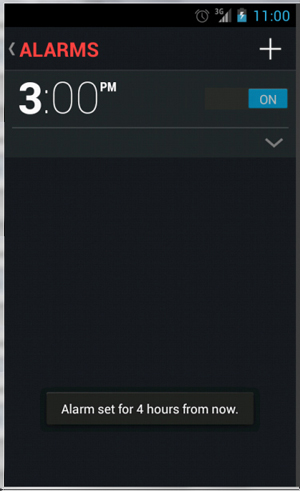 3G 11:00
ALARMS
3:00 PM
ON
Alarm set for 4 hours from now.